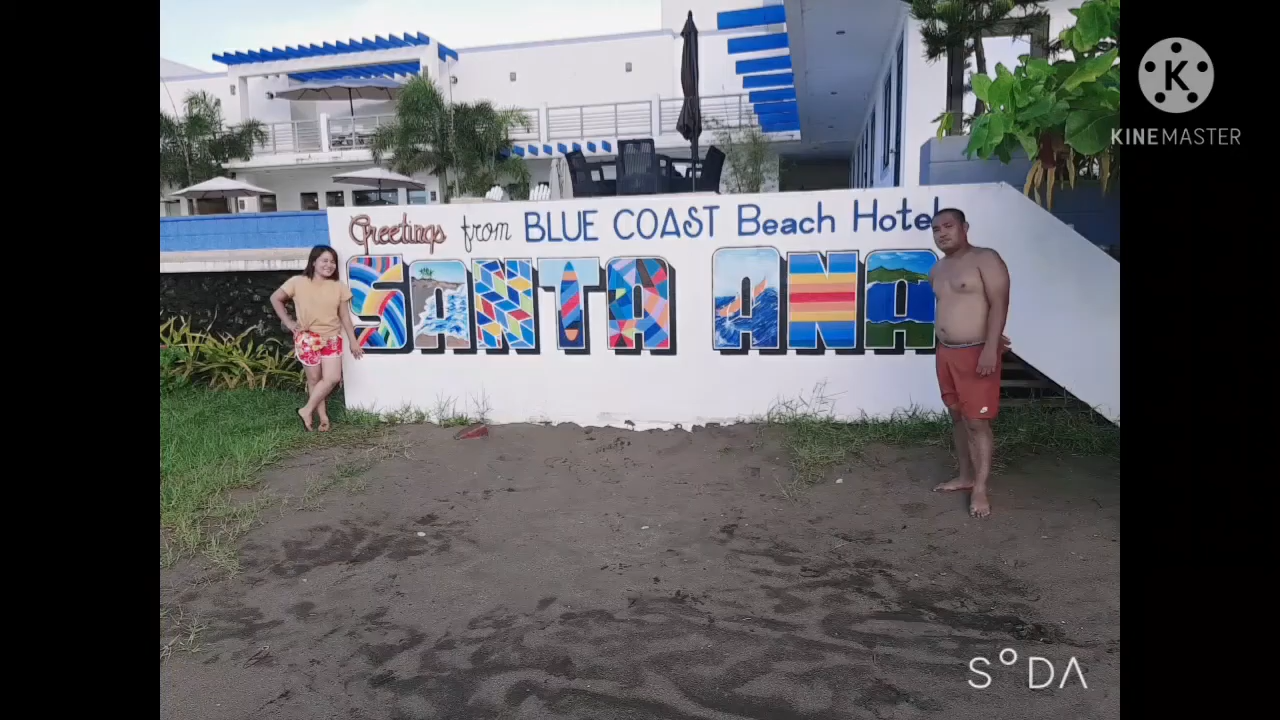 Greetings from BLUE COAST Beach Hotel
SANTA ANA
K
KINEMASTER
SODA